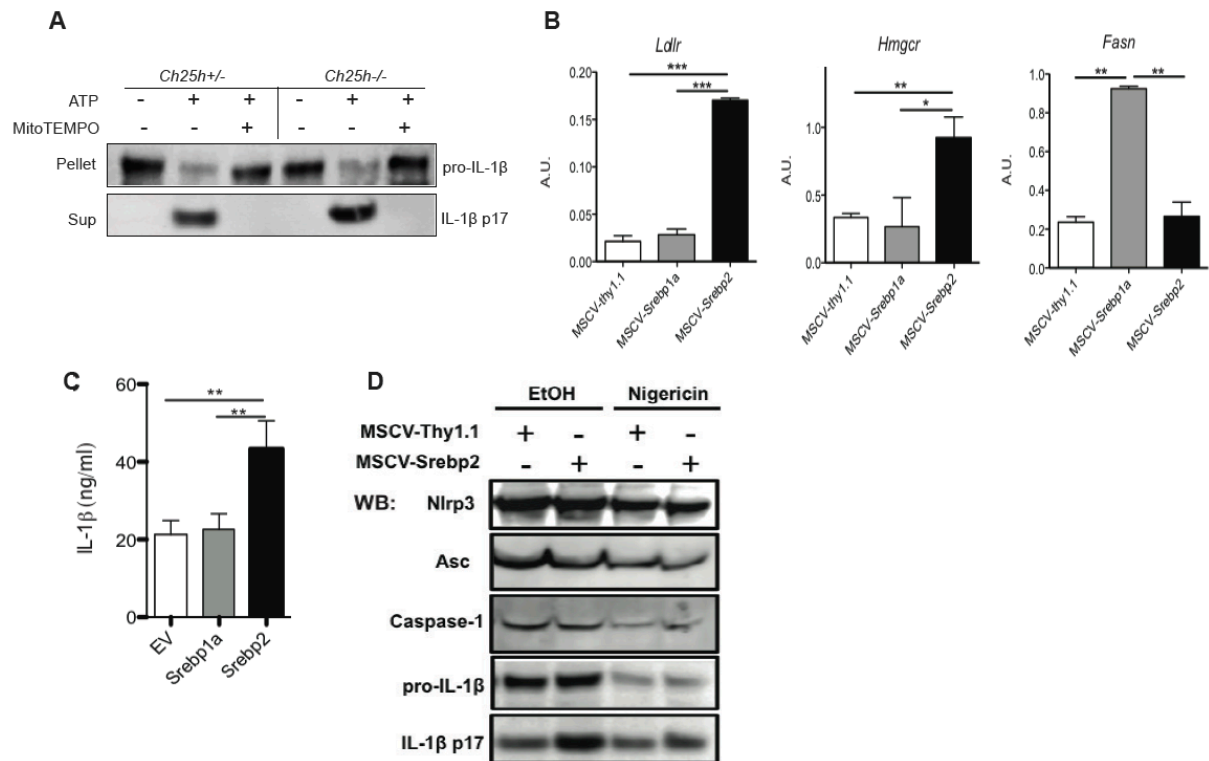 A
Ch25h+/- Ch25h-/-
ATP - + + - + +
MitoTEMPO - - + - - +
Pellet pro-IL-1β
Sup IL-1β p17
B
Ldlr
***
***
0.20
0.15
0.10
0.05
0.00
A.U.
MSCV-thy1.1
MSCV-Srebp1a
MSCV-Srebp2
Hmgcr
**
*
1.0
0.5
0.0
A.U.
MSCV-thy1.1
MSCV-Srebp1a
MSCV-Srebp2
Fasn
** **
1.0
0.8
0.6
0.4
0.2
0.0
A.U.
MSCV-thy1.1
MSCV-Srebp1a
MSCV-Srebp2
C
**
**
60
40
20
0
IL-1β (ng/ml)
EV
Srebp1a
Srebp2
D
EtOH Nigericin
MSCV-Thy1.1 + - + -
MSCV-Srebp2 - + - +
WB: Nlrp3
Asc
Caspase-1
pro-IL-1β
IL-1β p17